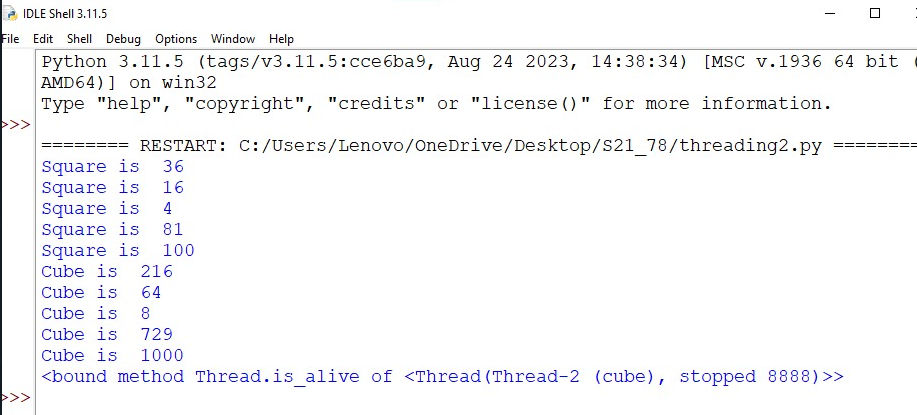 IDLE Shell 3.11.5
File Edit Shell Debug Options Window Help
Python 3.11.5 (tags/v3.11.5:cce6ba9, Aug 24 2023, 14:38:34) [MSC v.1936 64 bit (
AMD64)] on win32
Type "help", "copyright", "credits" or "license()" for more information.
>>>
======== RESTART: C:/Users/Lenovo/OneDrive/Desktop/S21_78/threading2.py ========
Square is  36
Square is  16
Square is  4
Square is  81
Square is  100
Cube is  216
Cube is  64
Cube is  8
Cube is  729
Cube is  1000
<bound method Thread.is_alive of <Thread(Thread-2 (cube), stopped 8888)>>
>>>